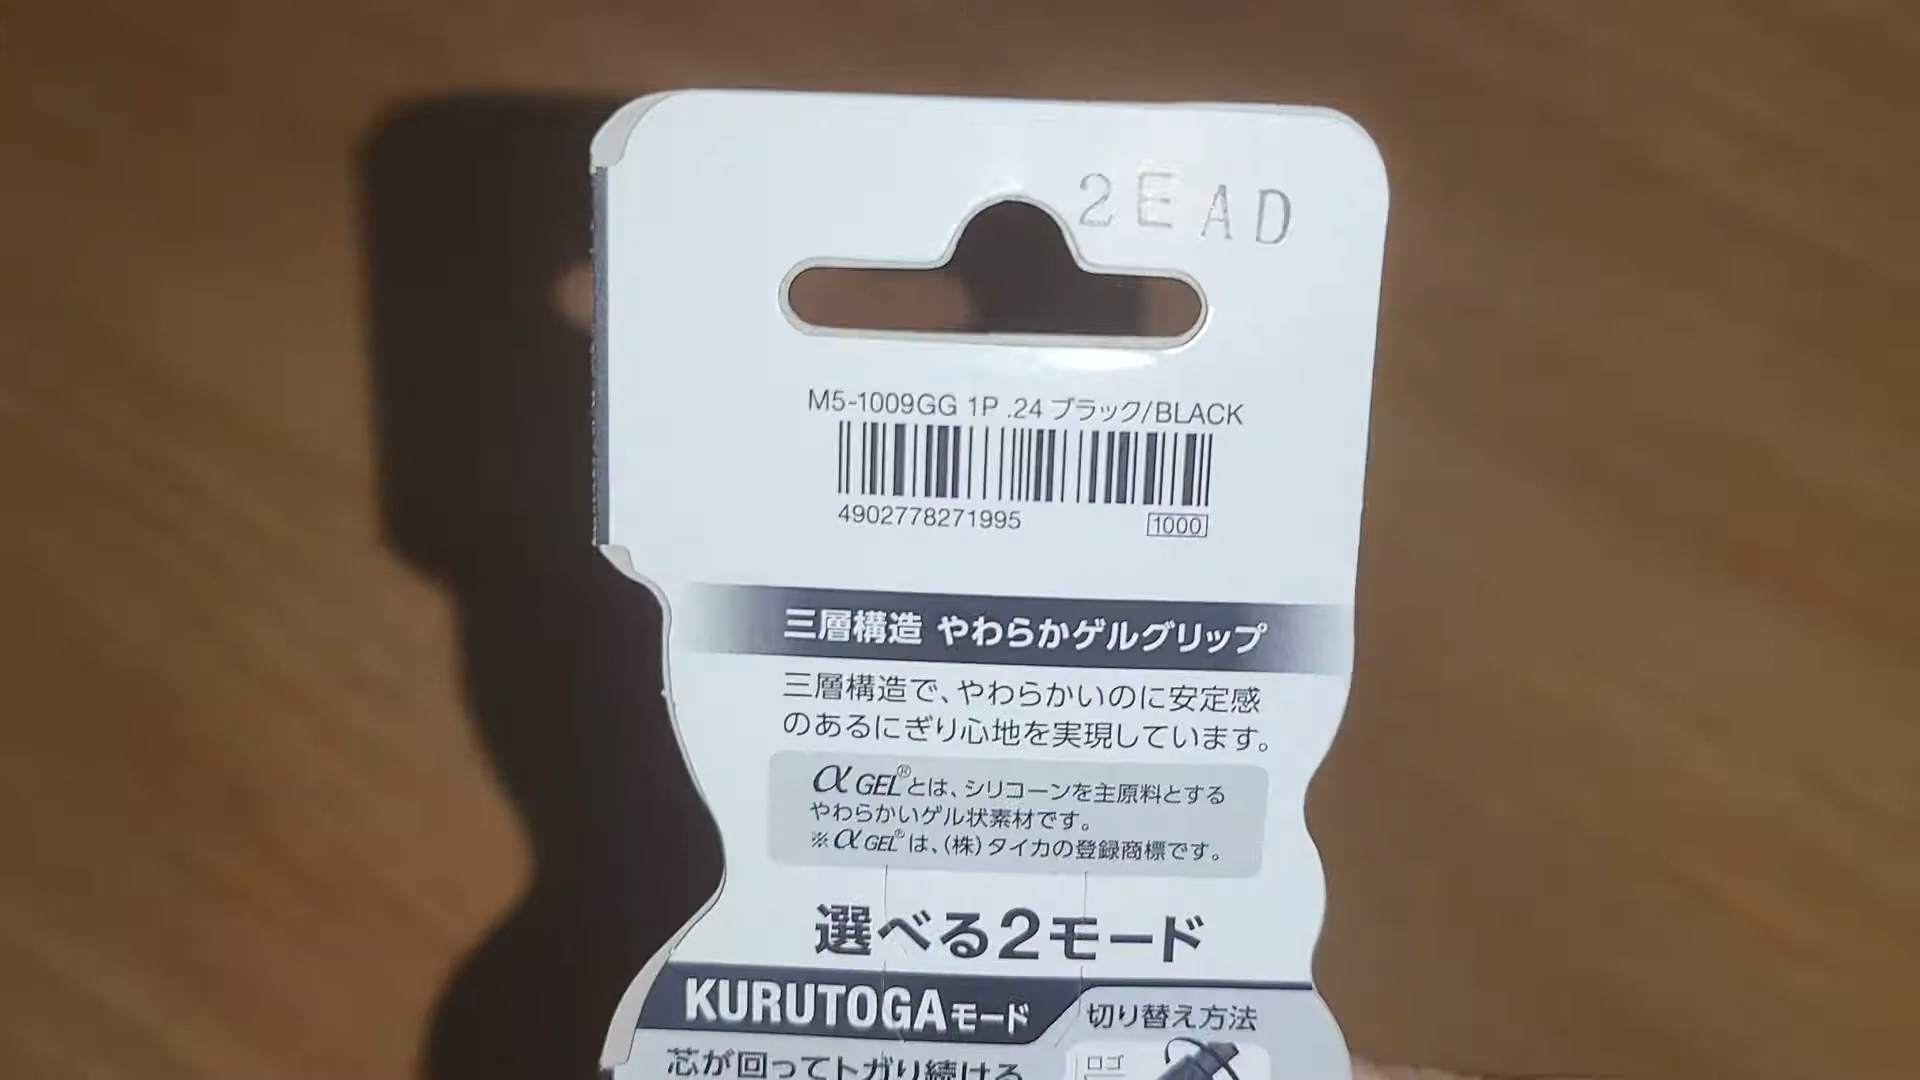 2EAD
M5-1009GG 1P .24 ブラック/BLACK
4902778271995
1000
三層構造 やわらかゲルグリップ
三層構造で、やわらかいのに安定感
のあるにぎり心地を実現しています。
α GEL®とは、シリコーンを主原料とする
やわらかいゲル状素材です。
※α GEL®は、(株)タイカの登録商標です。
選べる2モード
KURUTOGAモード
切り替え方法
芯が回ってトガり続ける
ロゴ